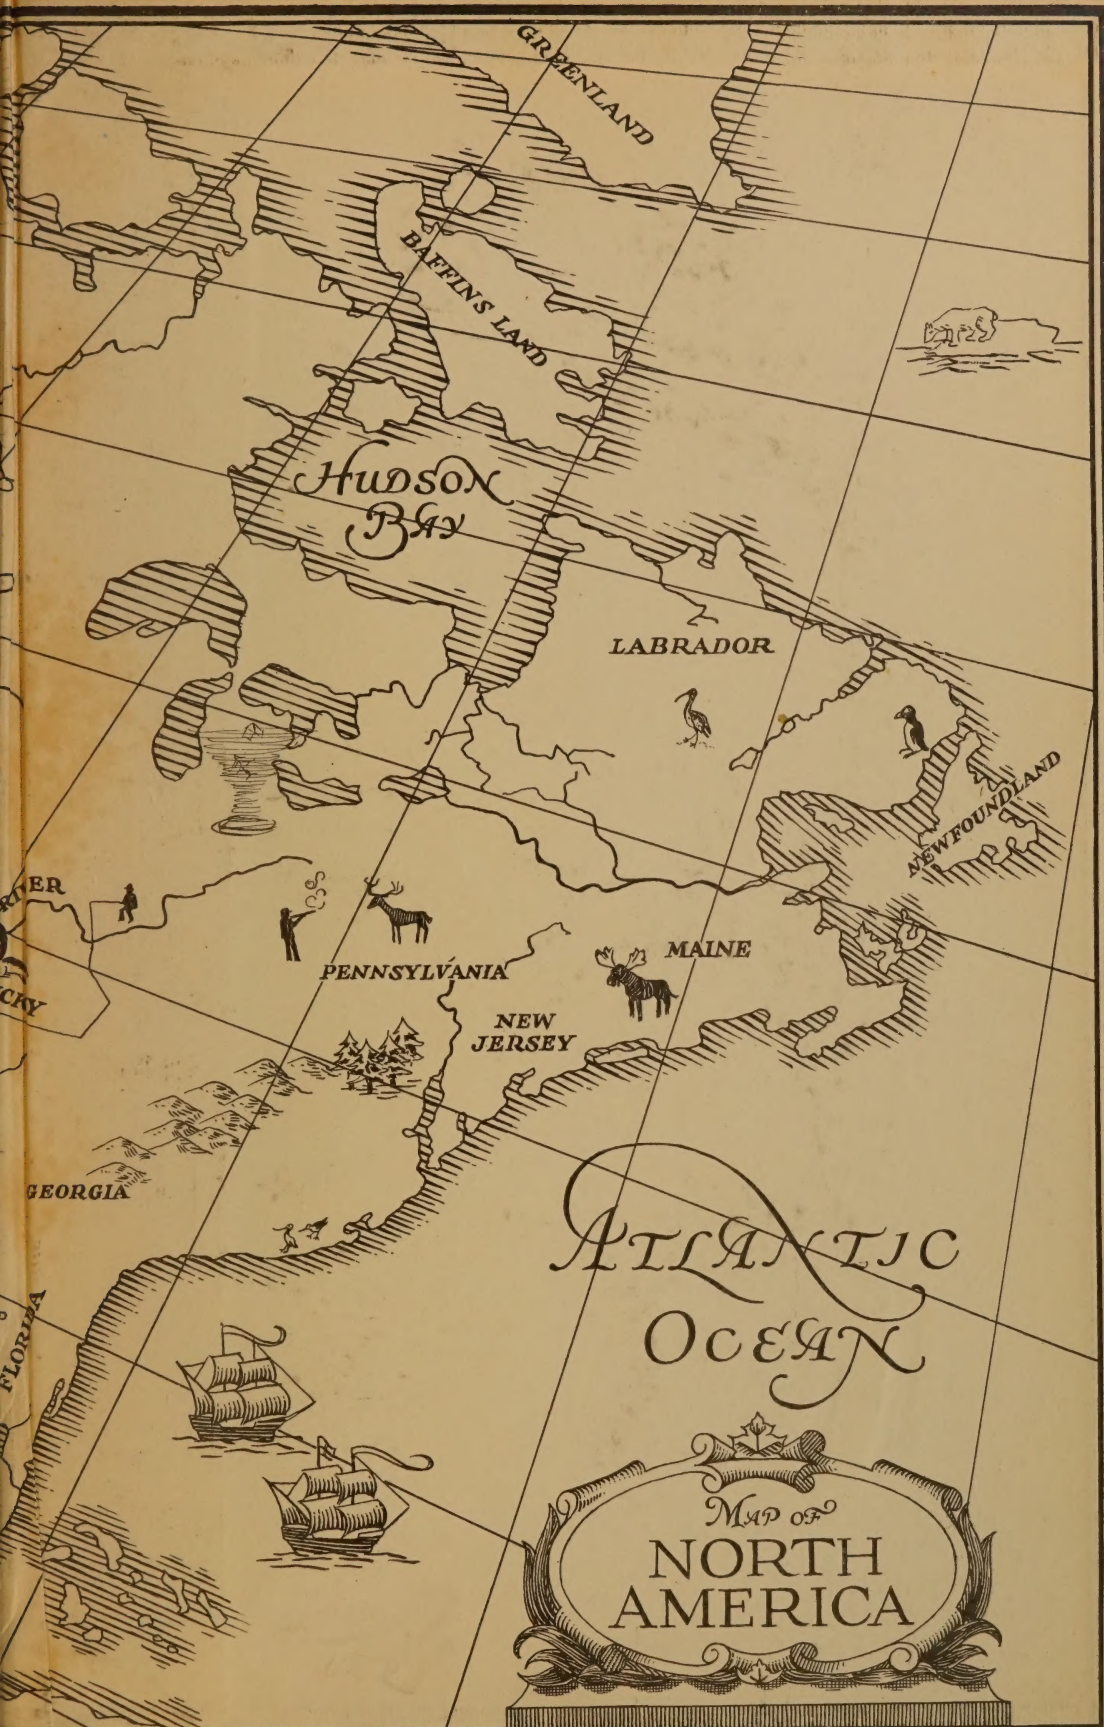 GREENLAND
BAFFINS LAND
HUDSON
BAY
LABRADOR
NEWFOUNDLAND
MAINE
PENNSYLVANIA
NEW
JERSEY
GEORGIA
FLORIDA
ATLANTIC
OCEAN
MAP OF
NORTH
AMERICA